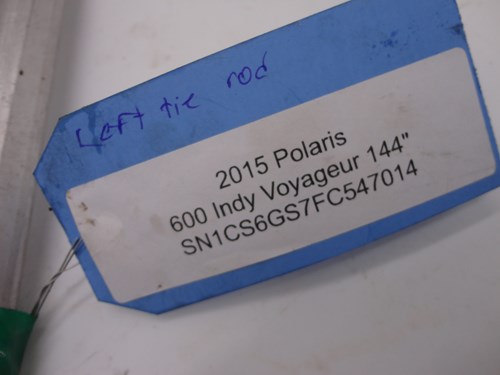 Left tie rod
2015 Polaris
600 Indy Voyageur 144"
SN1CS6GS7FC547014